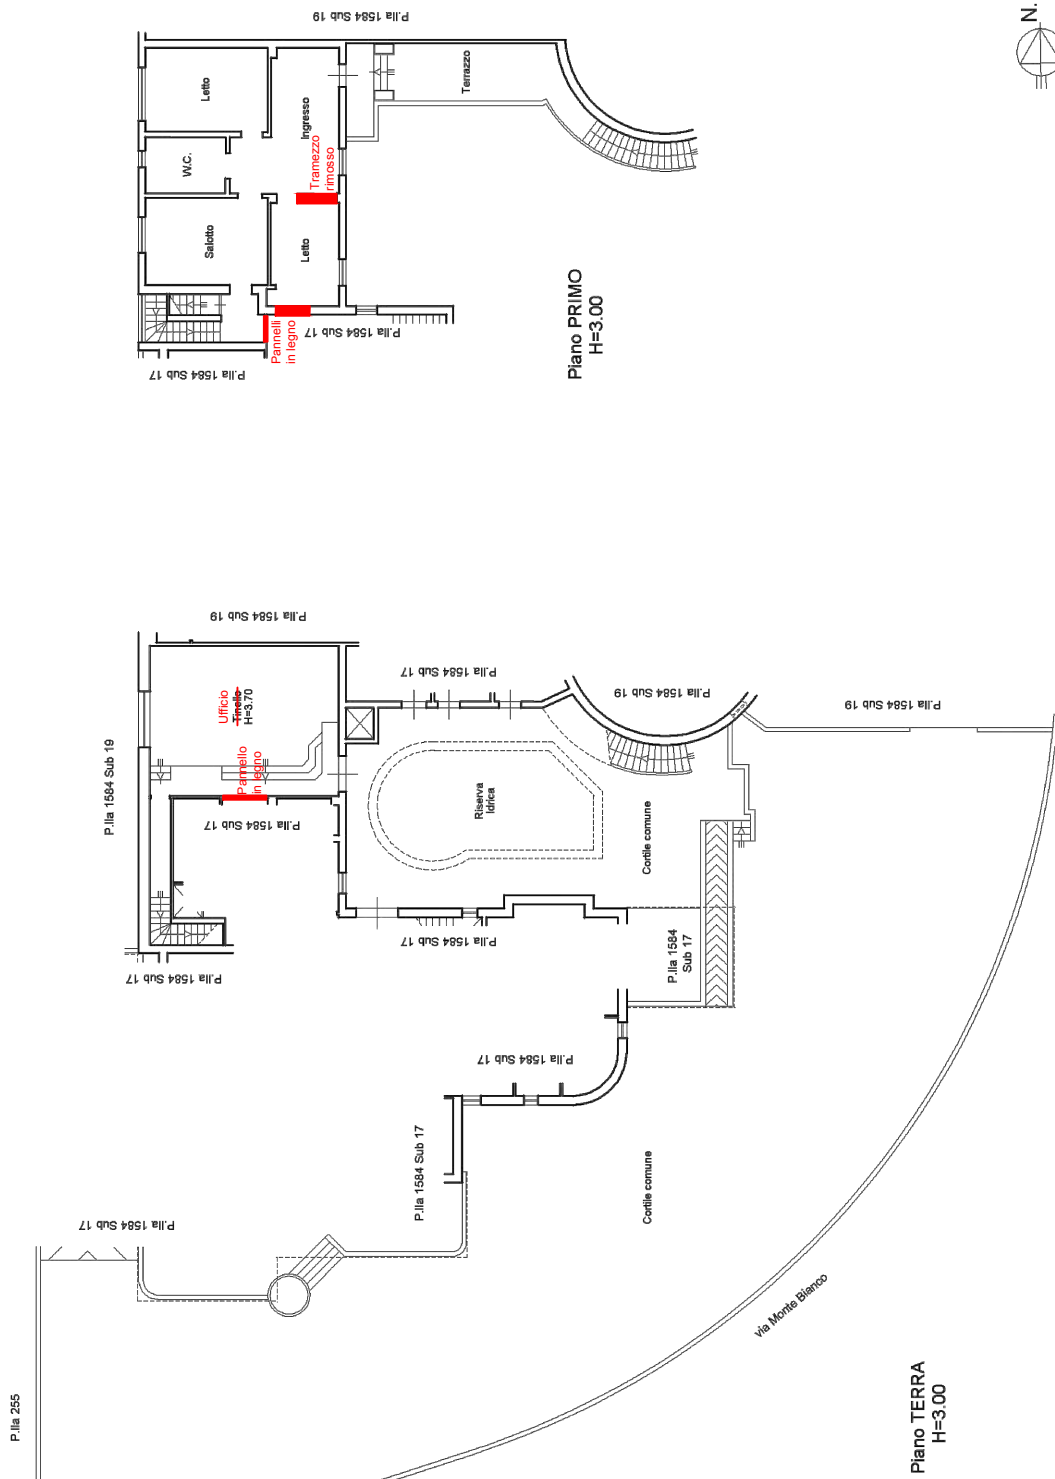 P.lla 1584 Sub 19
N.
Letto
Terrazzo
Ingresso
W.C.
Tramezzo
rimosso
Salotto
Letto
Pannelli
in legno
P.lla 1584 Sub 17
P.lla 1584 Sub 17
Piano PRIMO
H=3.00
P.lla 1584 Sub 19
P.lla 1584 Sub 17
P.lla 1584 Sub 19
P.lla 1584 Sub 19
Ufficio
Tinello
H=3.70
Pannello
in legno
P.lla 1584 Sub 19
P.lla 1584 Sub 17
Riserva
Idrica
Cortile comune
P.lla 1584 Sub 17
P.lla 1584
Sub 17
P.lla 1584 Sub 17
P.lla 1584 Sub 17
P.lla 1584 Sub 17
Cortile comune
P.lla 1584 Sub 17
via Monte Bianco
P.lla 255
Piano TERRA
H=3.00